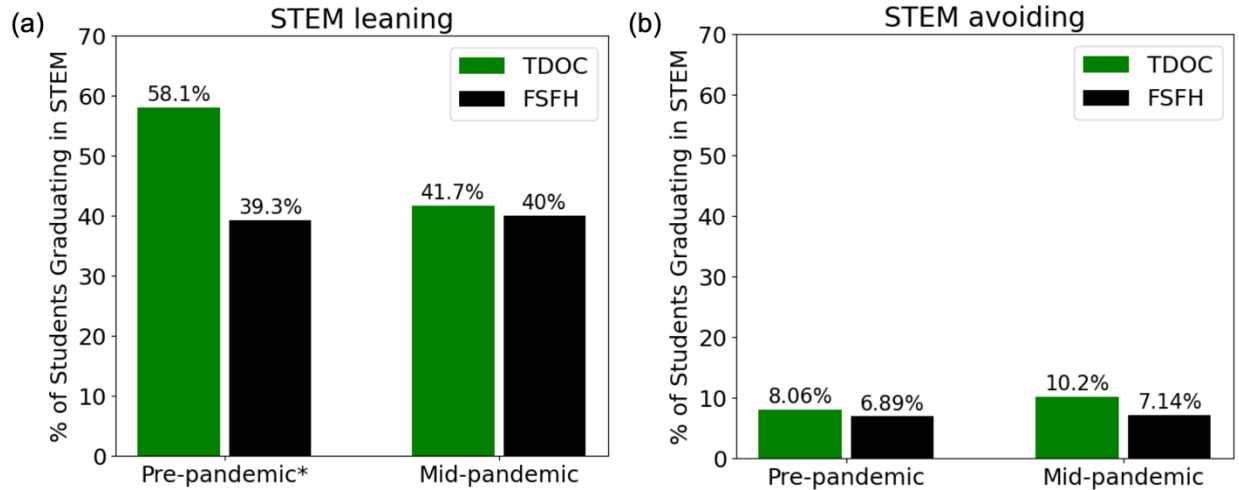 (a)
STEM leaning
% of Students Graduating in STEM
70
60
50
40
30
20
10
0
TDOC
FSFH
58.1%
39.3%
41.7%
40%
Pre-pandemic*
Mid-pandemic
(b)
STEM avoiding
% of Students Graduating in STEM
70
60
50
40
30
20
10
0
TDOC
FSFH
8.06%
6.89%
10.2%
7.14%
Pre-pandemic
Mid-pandemic